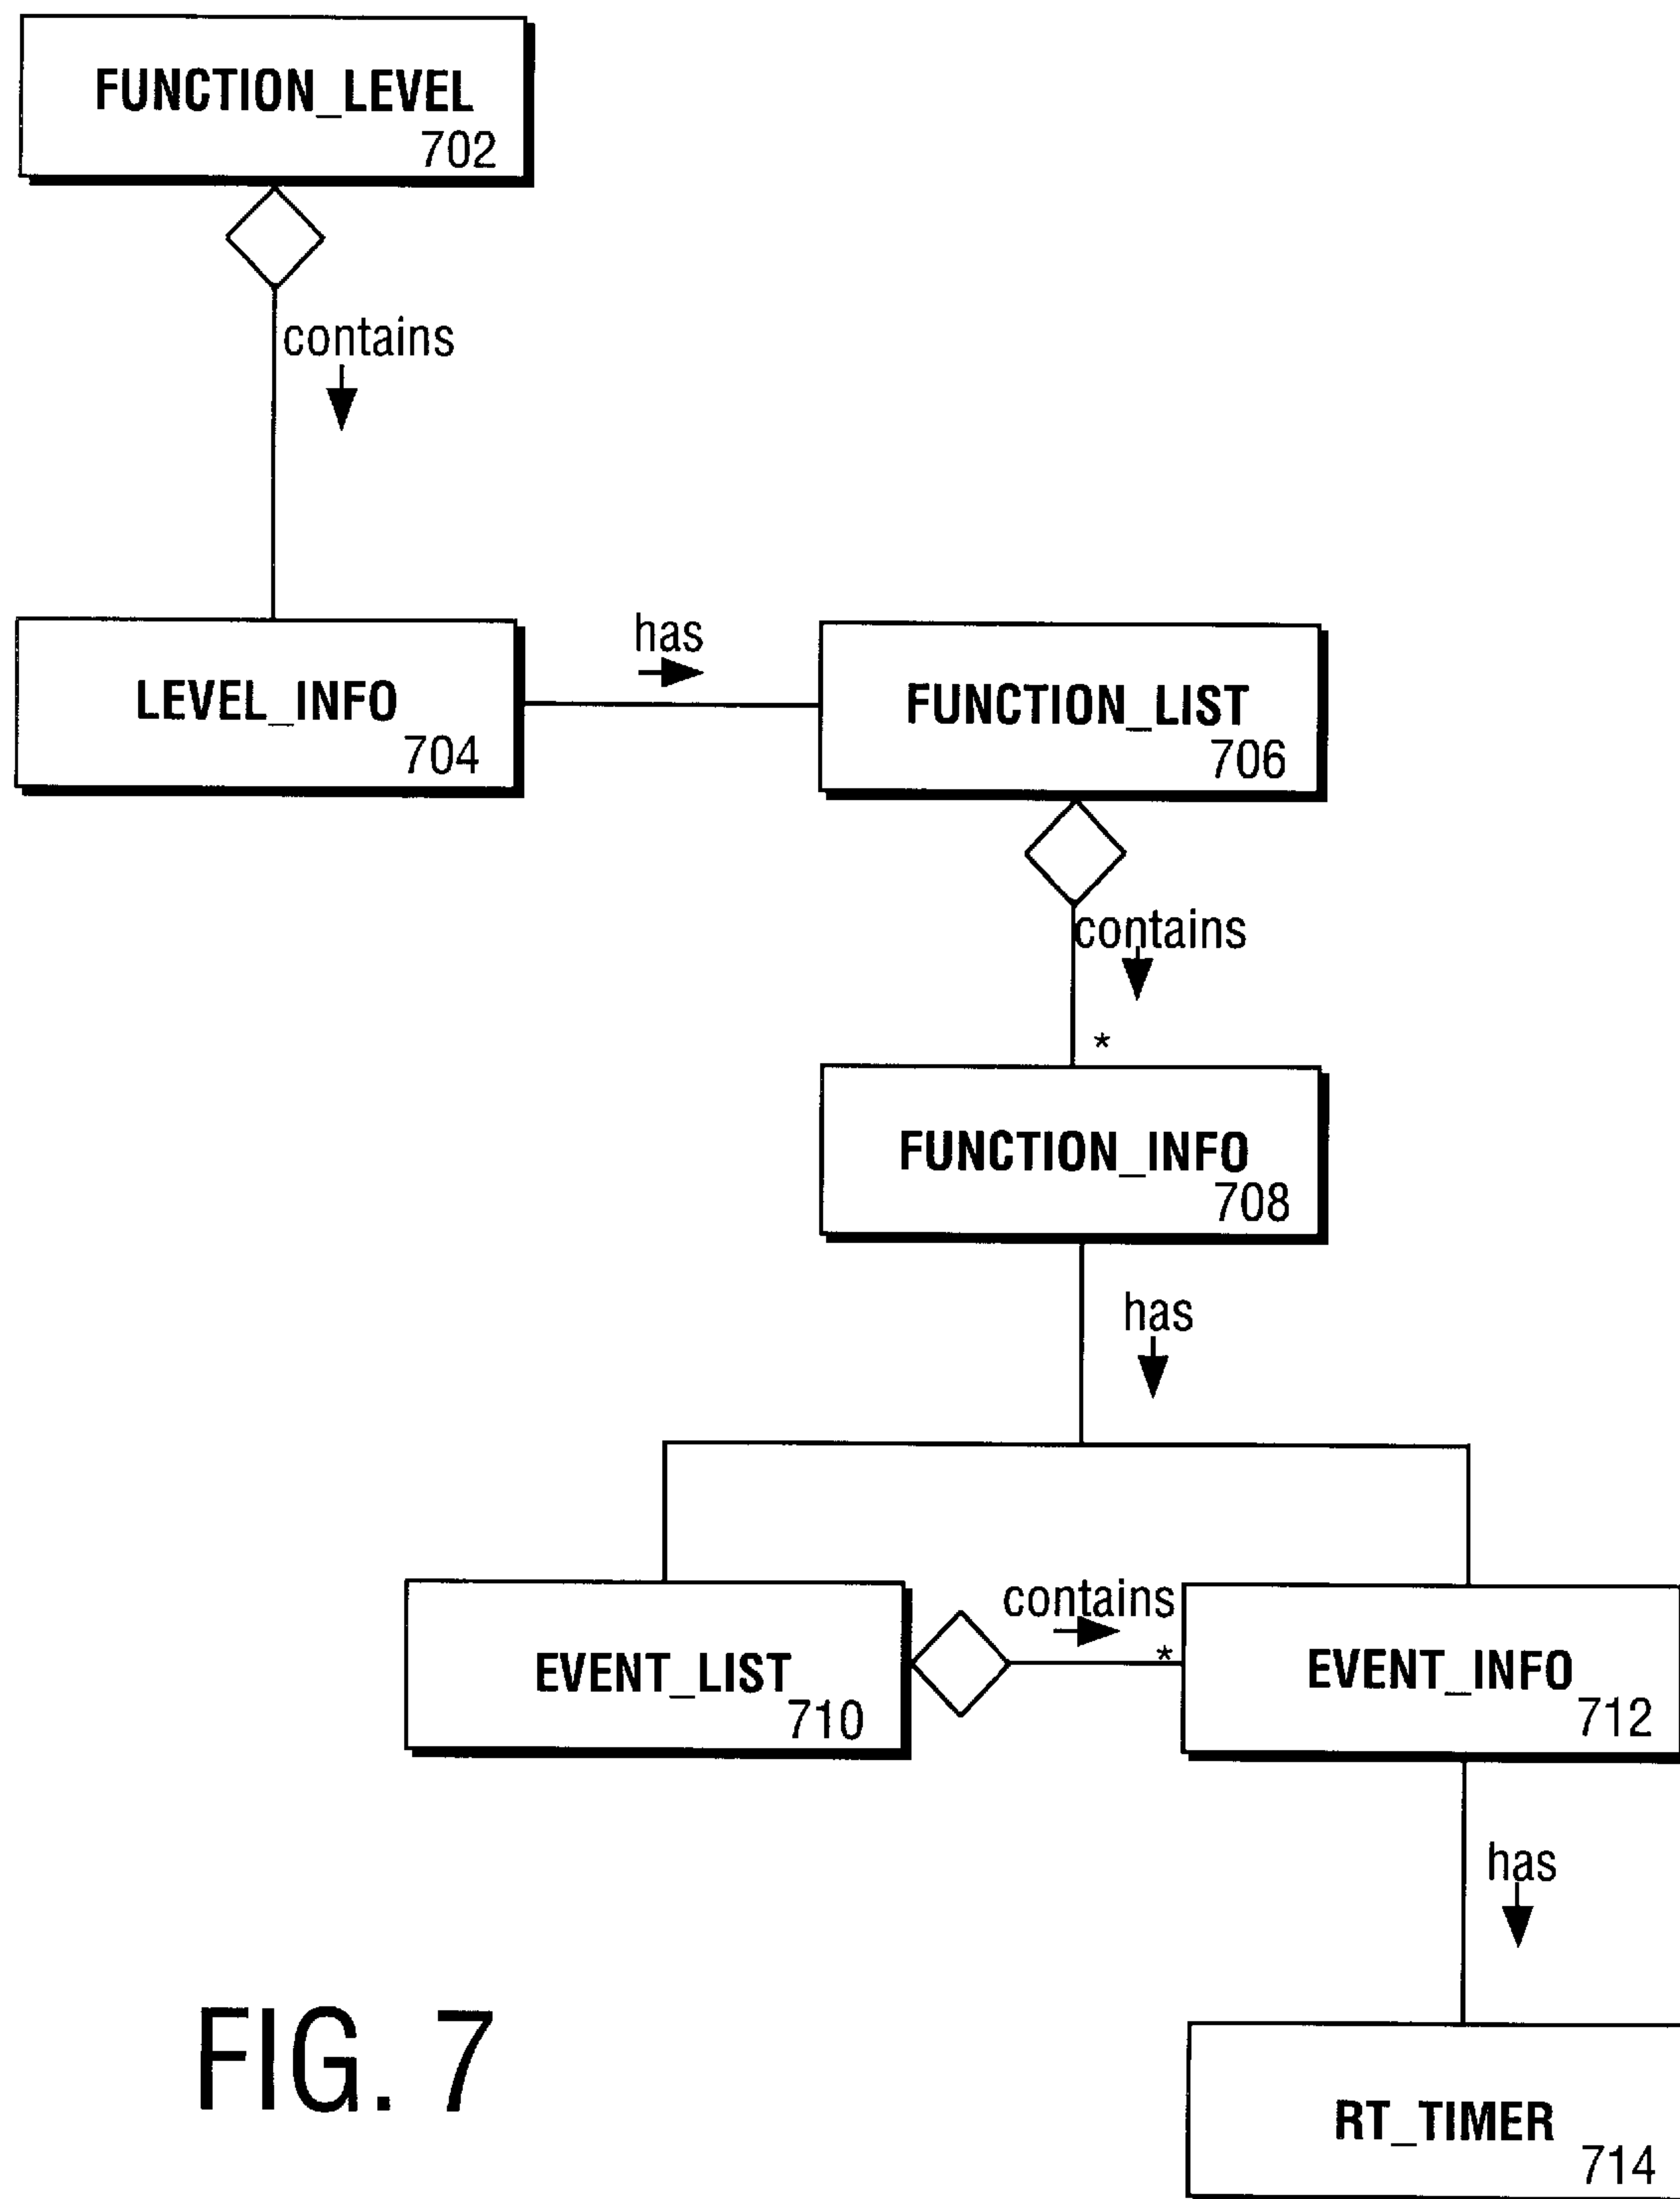 FUNCTION_LEVEL
702
contains
has
LEVEL_INFO
704
FUNCTION_LIST
706
contains
*
FUNCTION_INFO
708
has
contains
*
EVENT_LIST
710
EVENT_INFO
712
has
RT_TIMER
714
FIG. 7